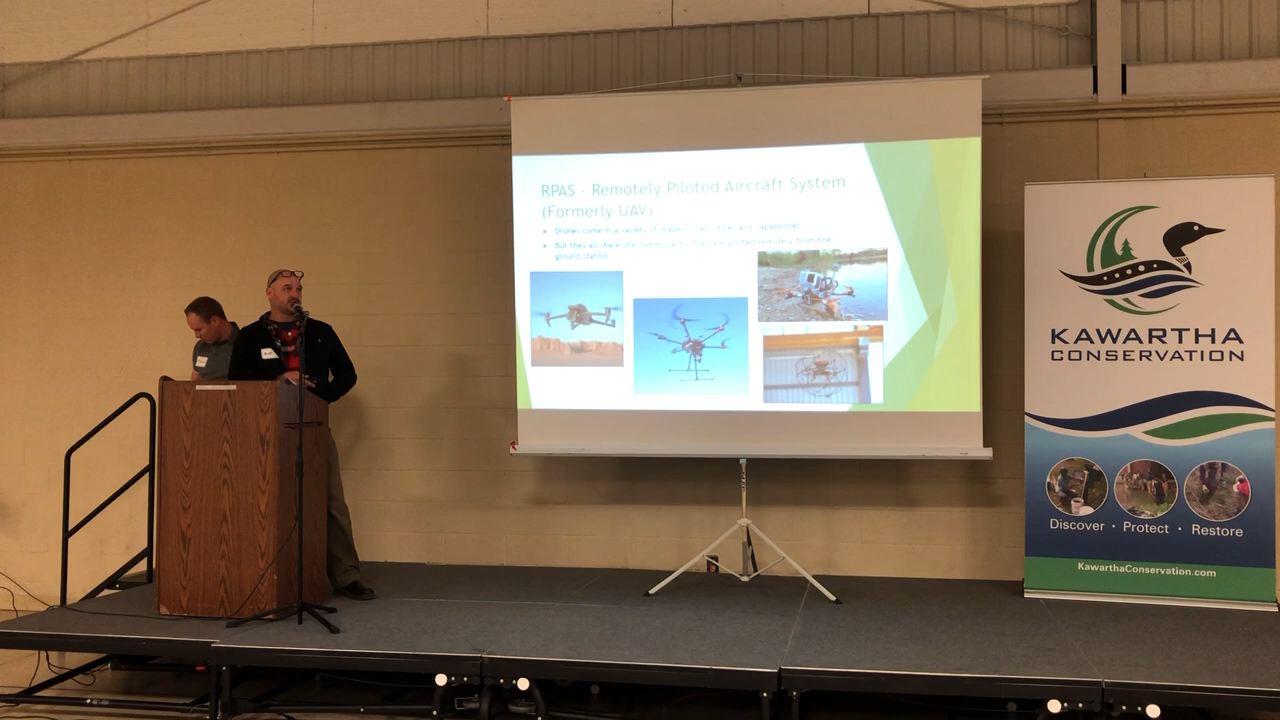 RPAS - Remotely Piloted Aircraft System
(Formerly UAV)
Drones come in a variety of shapes, sizes, styles and capabilities
But they all share one commonality. They are piloted remotely from the
ground station
KAWARTHA
CONSERVATION
Discover · Protect · Restore
KawarthaConservation.com